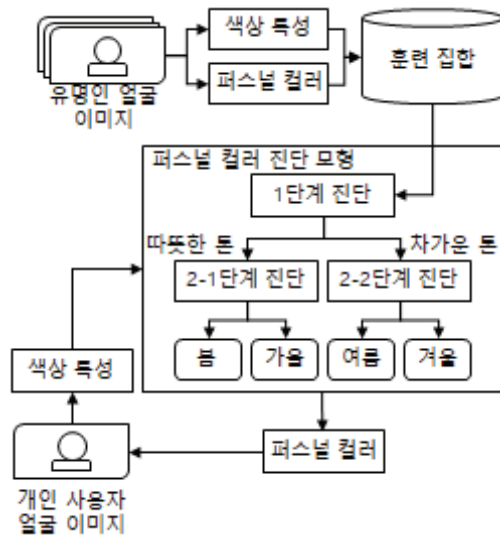 색상 특성
퍼스널 컬러
훈련 집합
유명인 얼굴
이미지
퍼스널 컬러 진단 모형
1단계 진단
따뜻한 톤
차가운 톤
2-1단계 진단
2-2단계 진단
봄
가을
여름
겨울
색상 특성
퍼스널 컬러
개인 사용자
얼굴 이미지